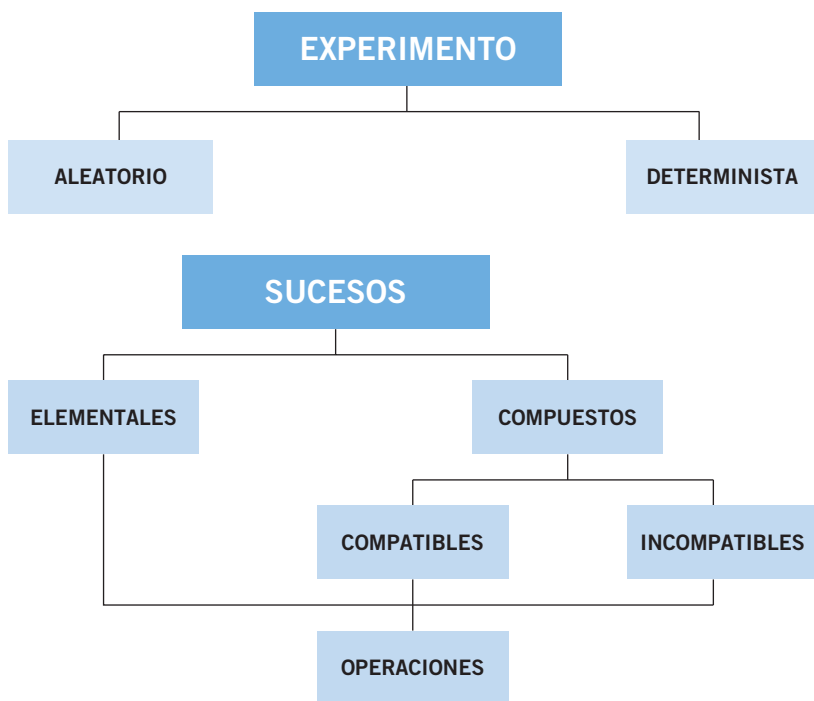 EXPERIMENTO
ALEATORIO
DETERMINISTA
SUCESOS
ELEMENTALES
COMPUESTOS
COMPATIBLES
INCOMPATIBLES
OPERACIONES